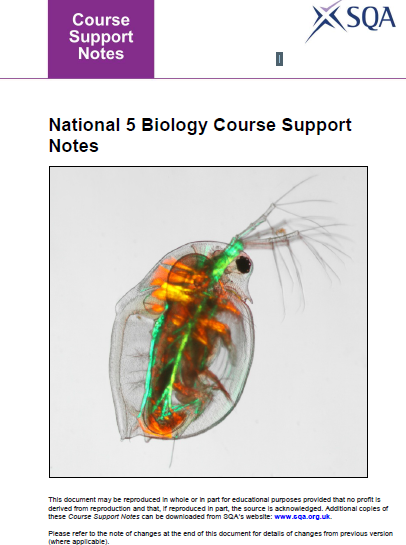 Course
Support
Notes
SQA
National 5 Biology Course Support
Notes
This document may be reproduced in whole or in part for educational purposes provided that no profit is
derived from reproduction and that, if reproduced in part, the source is acknowledged. Additional copies of
these Course Support Notes can be downloaded from SQA's website: www.sqa.org.uk.
Please refer to the note of changes at the end of this document for details of changes from previous version
(where applicable).